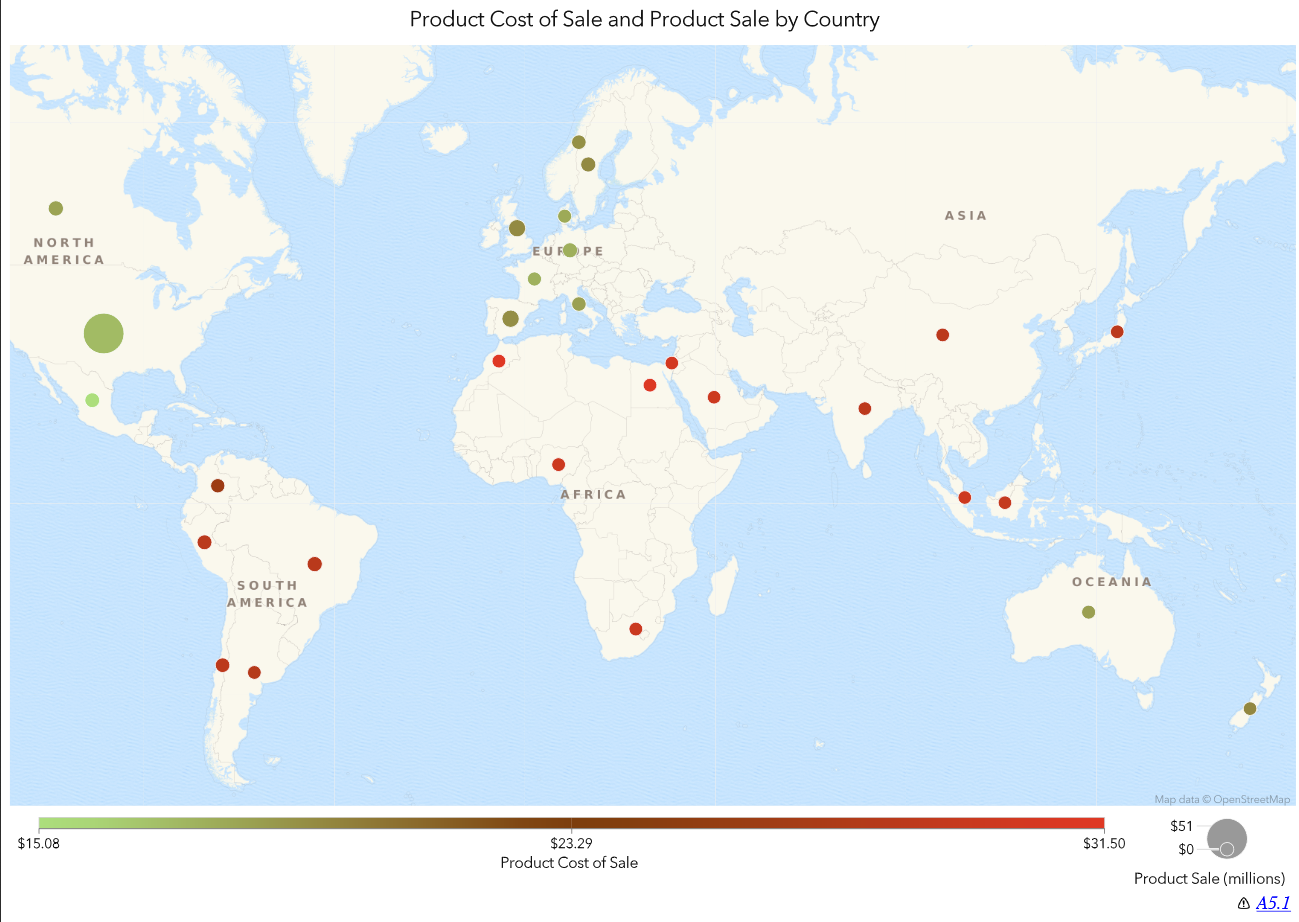 Product Cost of Sale and Product Sale by Country
ASIA
NORTH
AMERICA
EUROPE
AFRICA
OCEANIA
SOUTH
AMERICA
Map data © OpenStreetMap
$15.08
$23.29
$31.50
Product Cost of Sale
$51
$0
Product Sale (millions)
A5.1